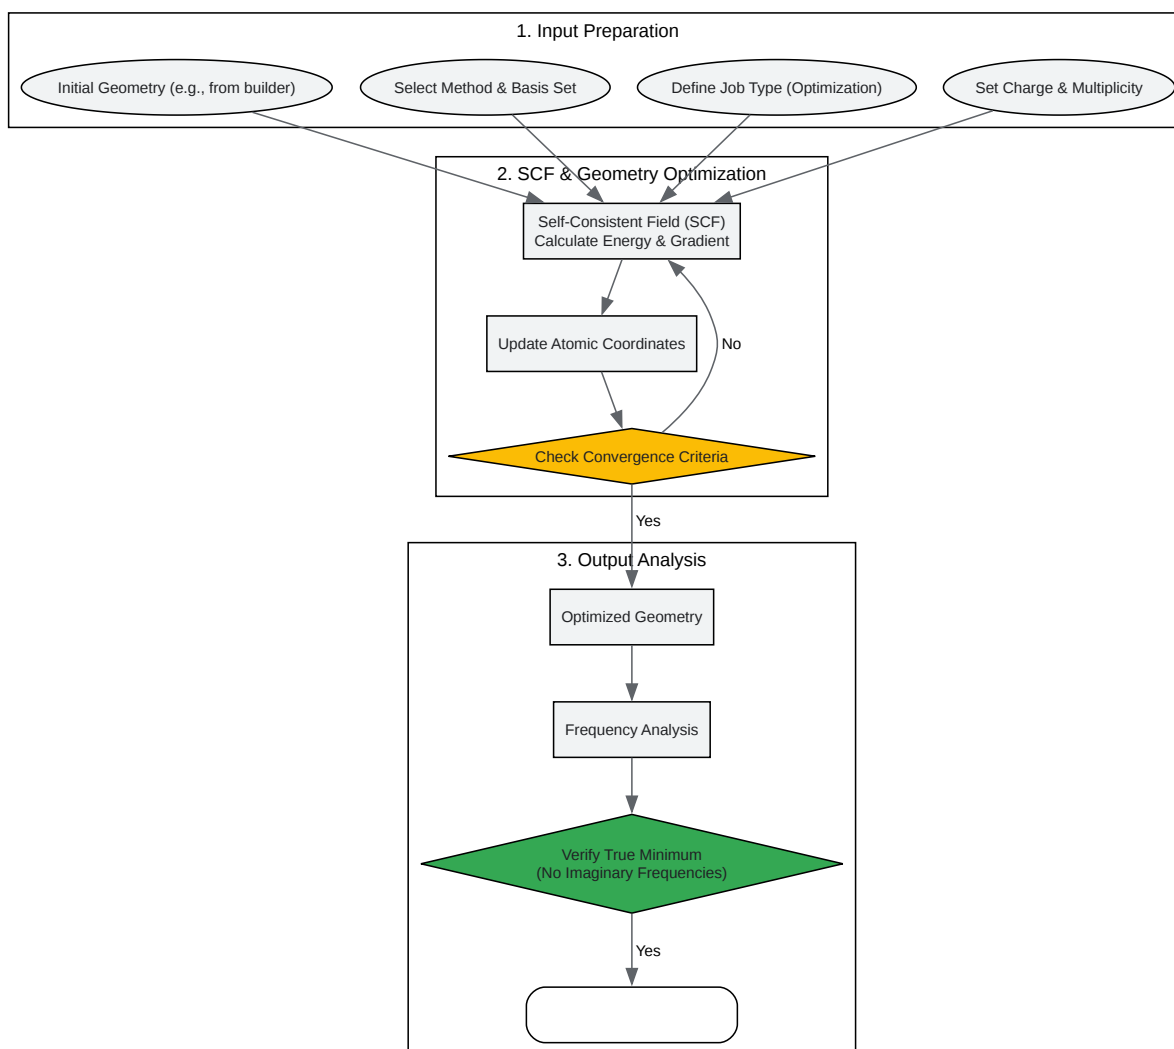 1. Input Preparation
Initial Geometry (e.g., from builder)
Select Method & Basis Set
Define Job Type (Optimization)
Set Charge & Multiplicity
2. SCF & Geometry Optimization
Self-Consistent Field (SCF)
Calculate Energy & Gradient
Update Atomic Coordinates
No
Check Convergence Criteria
Yes
3. Output Analysis
Optimized Geometry
Frequency Analysis
Verify True Minimum
(No Imaginary Frequencies)
Yes